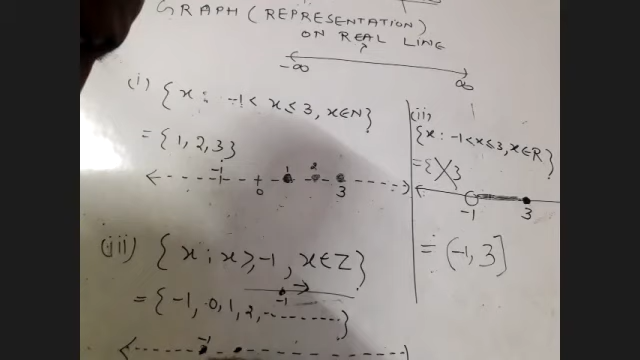 GRAPH (REPRESENTATION)
ON REAL LINE
-∞ ∞
(i) {x : -1 < x ≤ 3, x∈N}
= {1, 2, 3}
-1 0 1 2 3
(ii)
{x : -1 < x ≤ 3, x∈R}
= {X}
-1 3
= (-1, 3]
(iii) {x : x ≥ -1, x∈Z}
-1
= {-1, 0, 1, 2, ..........}
-1